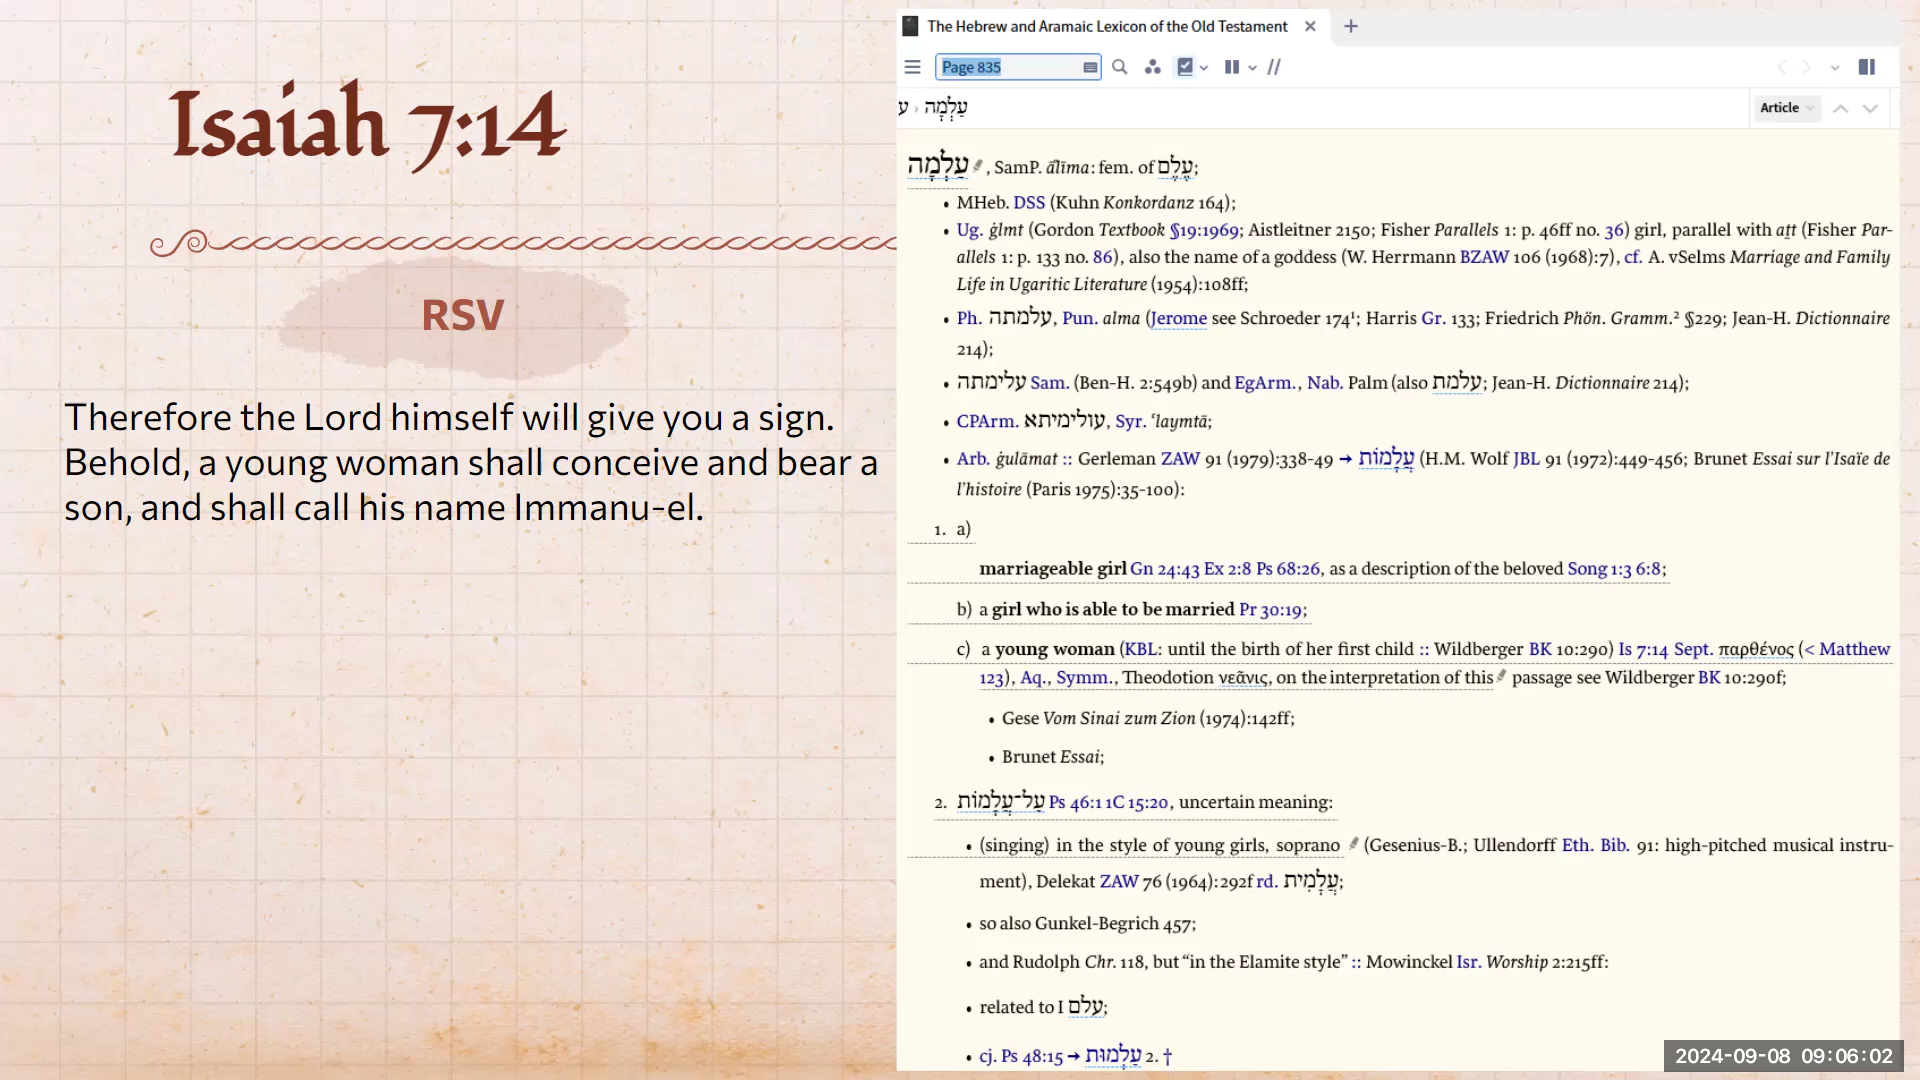 Isaiah 7:14
RSV
Therefore the Lord himself will give you a sign.
Behold, a young woman shall conceive and bear a
son, and shall call his name Immanu-el.
The Hebrew and Aramaic Lexicon of the Old Testament
Page 835
ע › עַלְמָה
Article
עַלְמָה, SamP. ā̊līma: fem. of עֶלֶם;
• MHeb. DSS (Kuhn Konkordanz 164);
• Ug. ġlmt (Gordon Textbook §19:1969; Aistleitner 2150; Fisher Parallels 1: p. 46ff no. 36) girl, parallel with aṯt (Fisher Par-
allels 1: p. 133 no. 86), also the name of a goddess (W. Herrmann BZAW 106 (1968):7), cf. A. vSelms Marriage and Family
Life in Ugaritic Literature (1954):108ff;
• Ph. עלמתה, Pun. alma (Jerome see Schroeder 174¹; Harris Gr. 133; Friedrich Phön. Gramm.² §229; Jean-H. Dictionnaire
214);
• עלימתה Sam. (Ben-H. 2:549b) and EgArm., Nab. Palm (also עלמת; Jean-H. Dictionnaire 214);
• CPArm. עולימיתא, Syr. ʿlaymtā;
• Arb. ġulāmat :: Gerleman ZAW 91 (1979):338-49 → עֲלָמוֹת (H.M. Wolf JBL 91 (1972):449-456; Brunet Essai sur l’Isaïe de
l’histoire (Paris 1975):35-100):
1. a)
marriageable girl Gn 24:43 Ex 2:8 Ps 68:26, as a description of the beloved Song 1:3 6:8;
b) a girl who is able to be married Pr 30:19;
c) a young woman (KBL: until the birth of her first child :: Wildberger BK 10:290) Is 7:14 Sept. παρθένος (< Matthew
123), Aq., Symm., Theodotion νεᾶνις, on the interpretation of this passage see Wildberger BK 10:290f;
• Gese Vom Sinai zum Zion (1974):142ff;
• Brunet Essai;
2. עַל־עֲלָמוֹת Ps 46:1 1C 15:20, uncertain meaning:
• (singing) in the style of young girls, soprano (Gesenius-B.; Ullendorff Eth. Bib. 91: high-pitched musical instru-
ment), Delekat ZAW 76 (1964):292f rd. עֲלָמִית;
• so also Gunkel-Begrich 457;
• and Rudolph Chr. 118, but “in the Elamite style” :: Mowinckel Isr. Worship 2:215ff:
• related to I עלם;
• cj. Ps 48:15 → עַלְמוּת 2. †
2024-09-08 09:06:02